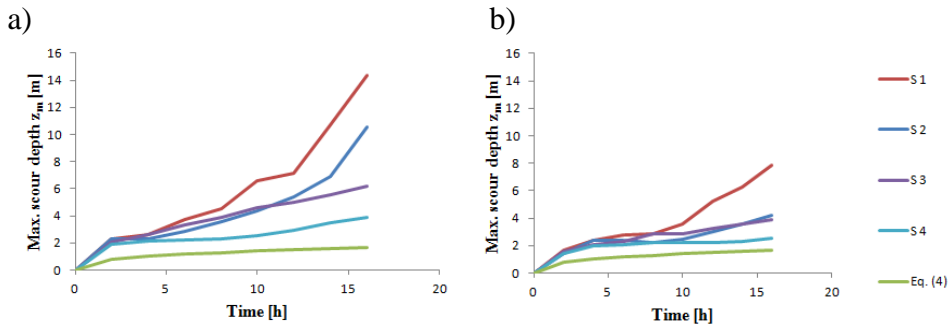 a)
16
14
12
10
8
6
4
2
0
0 5 10 15 20
Max. scour depth zm [m]
Time [h]
b)
16
14
12
10
8
6
4
2
0
0 5 10 15 20
Max. scour depth zm [m]
Time [h]
S 1
S 2
S 3
S 4
Eq. (4)